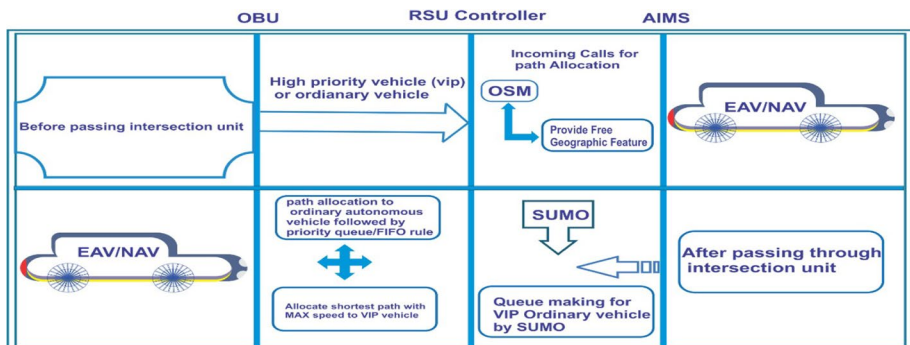 OBU
RSU Controller
AIMS
Before passing intersection unit
High priority vehicle (vip)
or ordianary vehicle
Incoming Calls for
path Allocation
OSM
Provide Free
Geographic Feature
EAV/NAV
EAV/NAV
path allocation to
ordinary autonomous
vehicle followed by
priority queue/FIFO rule
Allocate shortest path with
MAX speed to VIP vehicle
SUMO
Queue making for
VIP Ordinary vehicle
by SUMO
After passing through
intersection unit